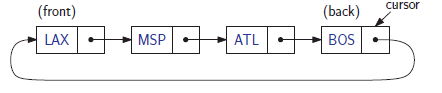 (front) (back) cursor
LAX MSP ATL BOS